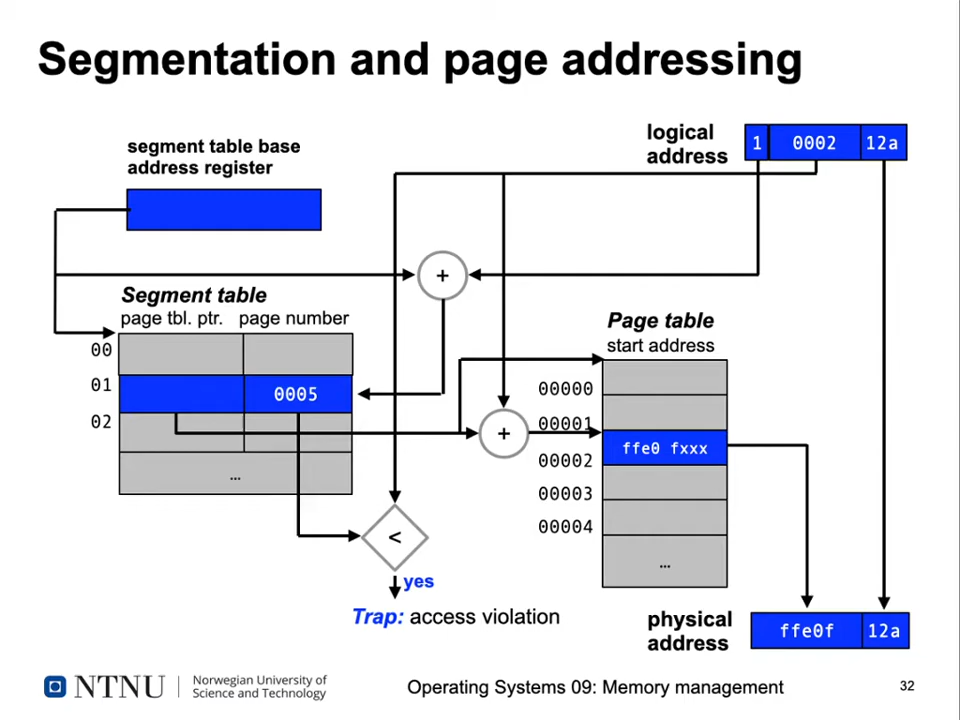 Segmentation and page addressing
segment table base
address register
logical
address
1 0002 12a
+
Segment table
page tbl. ptr. page number
00
01 0005
02
...
Page table
start address
00000
00001
ffe0 fxxx
00002
00003
00004
...
+
<
yes
Trap: access violation
physical
address
ffe0f 12a
NTNU
Norwegian University of
Science and Technology
Operating Systems 09: Memory management
32